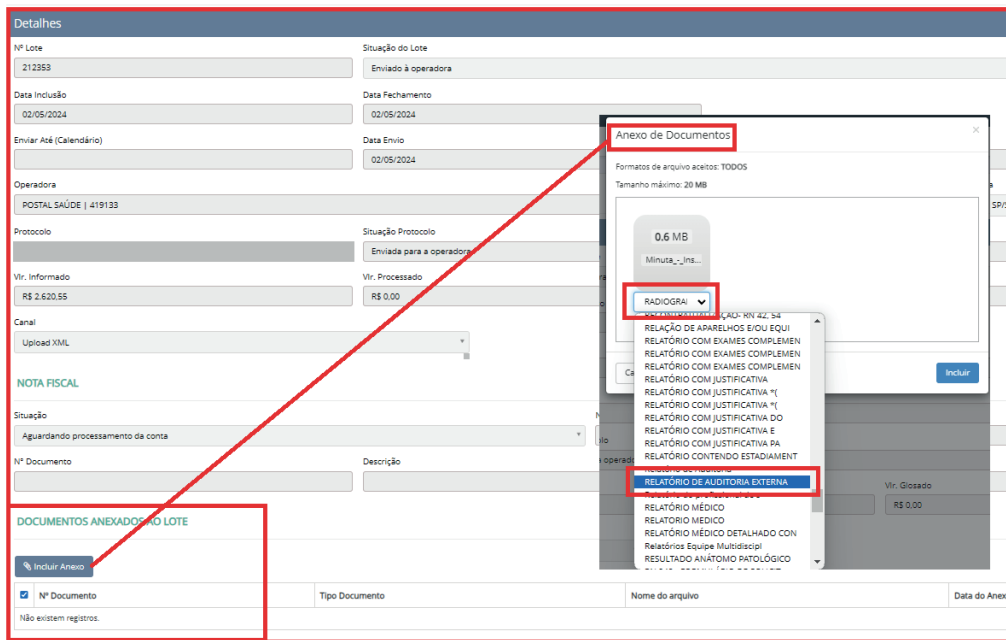 Detalhes
Nº Lote
Situação do Lote
212353
Enviado à operadora
Data Inclusão
Data Fechamento
02/05/2024
02/05/2024
Enviar Até (Calendário)
Data Envio
02/05/2024
Operadora
POSTAL SAÚDE | 419133
SP/S
Protocolo
Situação Protocolo
Enviada para a operadora
Vlr. Informado
Vlr. Processado
R$ 2.620,55
R$ 0,00
Canal
Upload XML
NOTA FISCAL
Situação
Aguardando processamento da conta
Nº Documento
Descrição
Vlr. Glosado
R$ 0,00
DOCUMENTOS ANEXADOS AO LOTE
Incluir Anexo
Nº Documento
Tipo Documento
Nome do arquivo
Data do Anex
Não existem registros.
Anexo de Documentos
×
Formatos de arquivo aceitos: TODOS
Tamanho máximo: 20 MB
0.6 MB
Minuta_-_Ins...
RADIOGRAI
RELAÇÃO DE APARELHOS E/OU EQUI
RELATÓRIO COM EXAMES COMPLEMEN
RELATÓRIO COM EXAMES COMPLEMEN
RELATÓRIO COM EXAMES COMPLEMEN
RELATÓRIO COM JUSTIFICATIVA
RELATÓRIO COM JUSTIFICATIVA *(
RELATÓRIO COM JUSTIFICATIVA *(
RELATÓRIO COM JUSTIFICATIVA DO
RELATÓRIO COM JUSTIFICATIVA E
RELATÓRIO COM JUSTIFICATIVA PA
RELATÓRIO CONTENDO ESTADIAMENT
Relatório de Auditoria
RELATÓRIO DE AUDITORIA EXTERNA
RELATÓRIO MÉDICO
RELATORIO MEDICO
RELATÓRIO MÉDICO DETALHADO CON
Relatórios Equipe Multidiscipl
RESULTADO ANÁTOMO PATOLÓGICO
Incluir